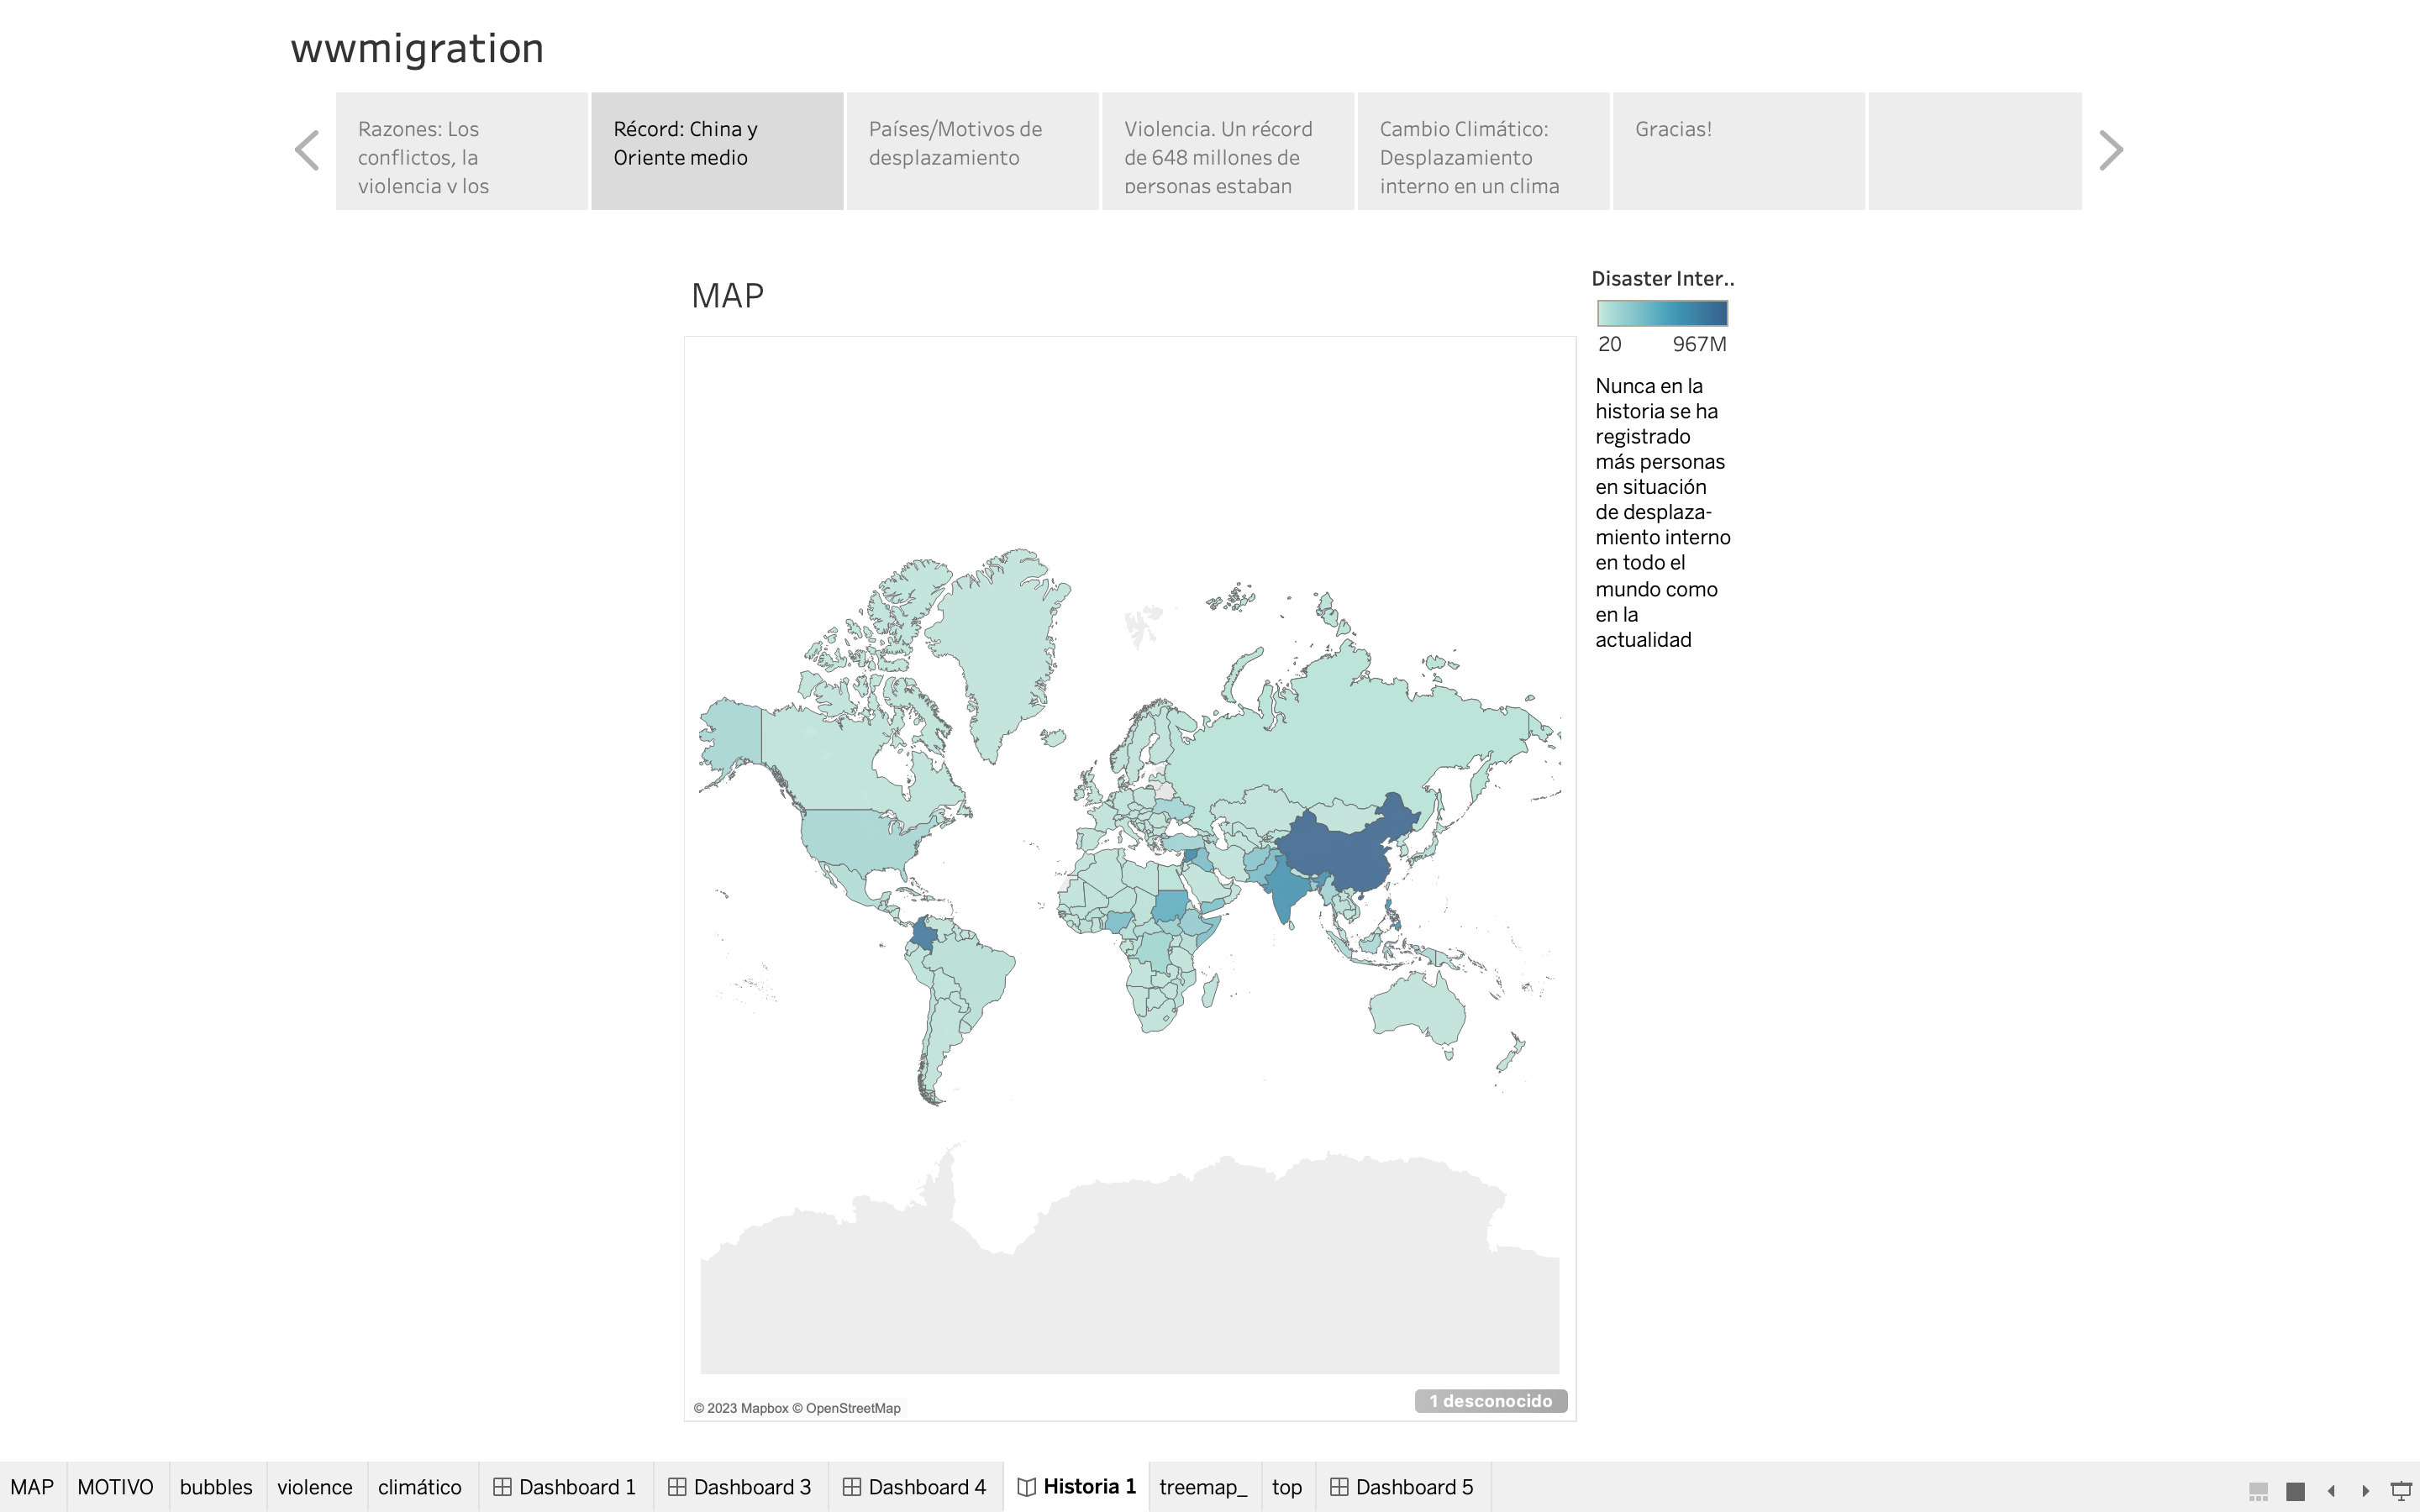 wwmigration
Razones: Los
conflictos, la
violencia y los
Récord: China y
Oriente medio
Países/Motivos de
desplazamiento
Violencia. Un récord
de 648 millones de
personas estaban
Cambio Climático:
Desplazamiento
interno en un clima
Gracias!
MAP
Disaster Inter..
20 967M
Nunca en la
historia se ha
registrado
más personas
en situación
de desplaza-
miento interno
en todo el
mundo como
en la
actualidad
© 2023 Mapbox © OpenStreetMap
1 desconocido
MAP MOTIVO bubbles violence climático Dashboard 1 Dashboard 3 Dashboard 4 Historia 1 treemap_ top Dashboard 5